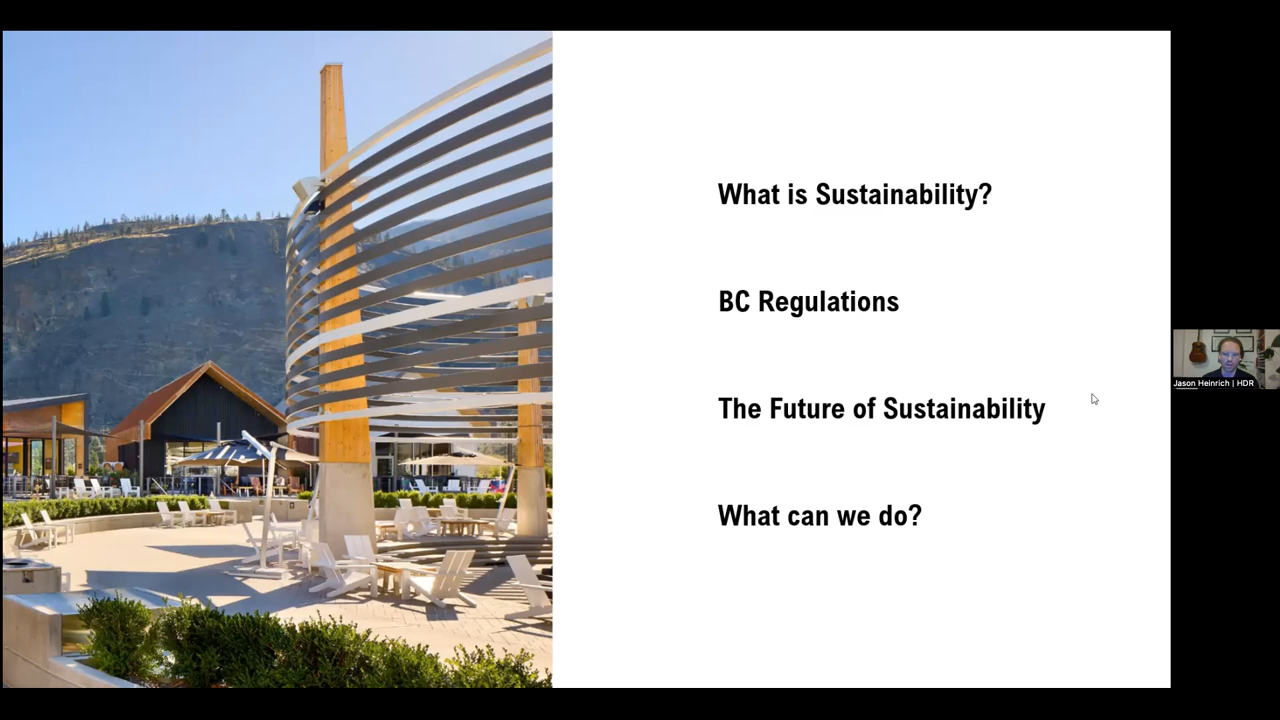 What is Sustainability?
BC Regulations
The Future of Sustainability
What can we do?
Jason Heinrich | HDR